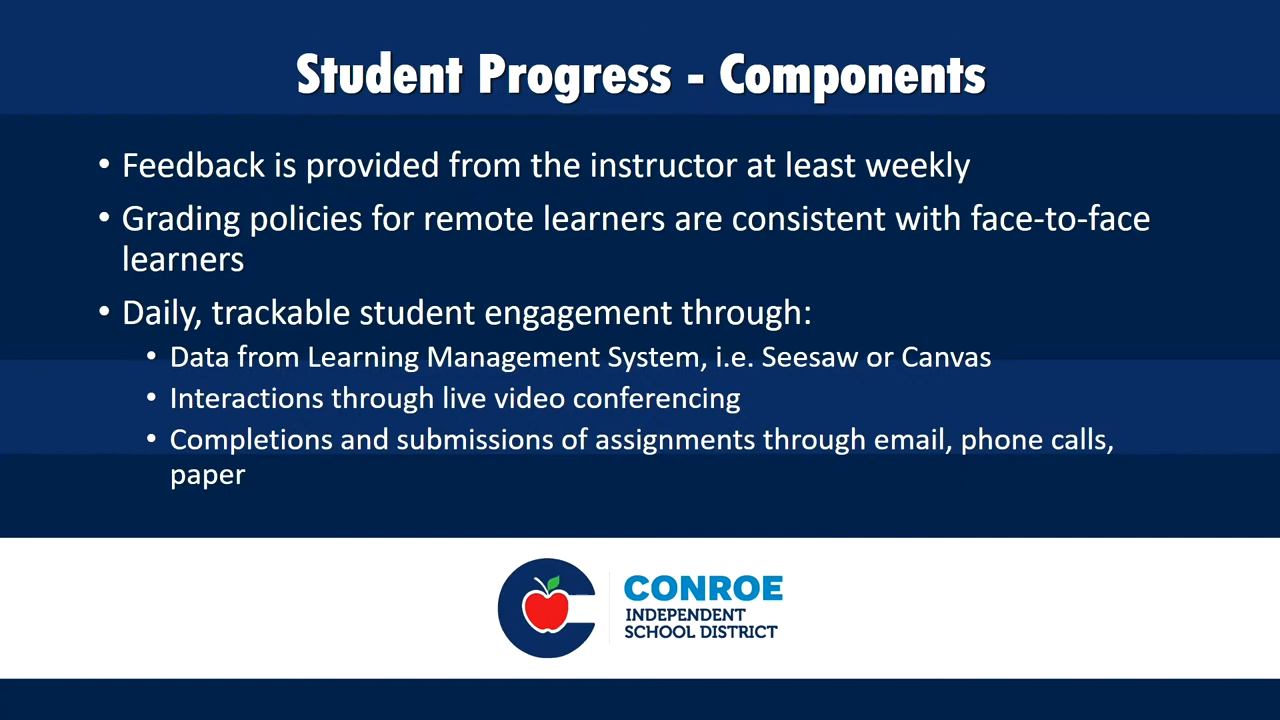 Student Progress - Components
• Feedback is provided from the instructor at least weekly
• Grading policies for remote learners are consistent with face-to-face
learners
• Daily, trackable student engagement through:
• Data from Learning Management System, i.e. Seesaw or Canvas
• Interactions through live video conferencing
• Completions and submissions of assignments through email, phone calls,
paper
CONROE
INDEPENDENT
SCHOOL DISTRICT